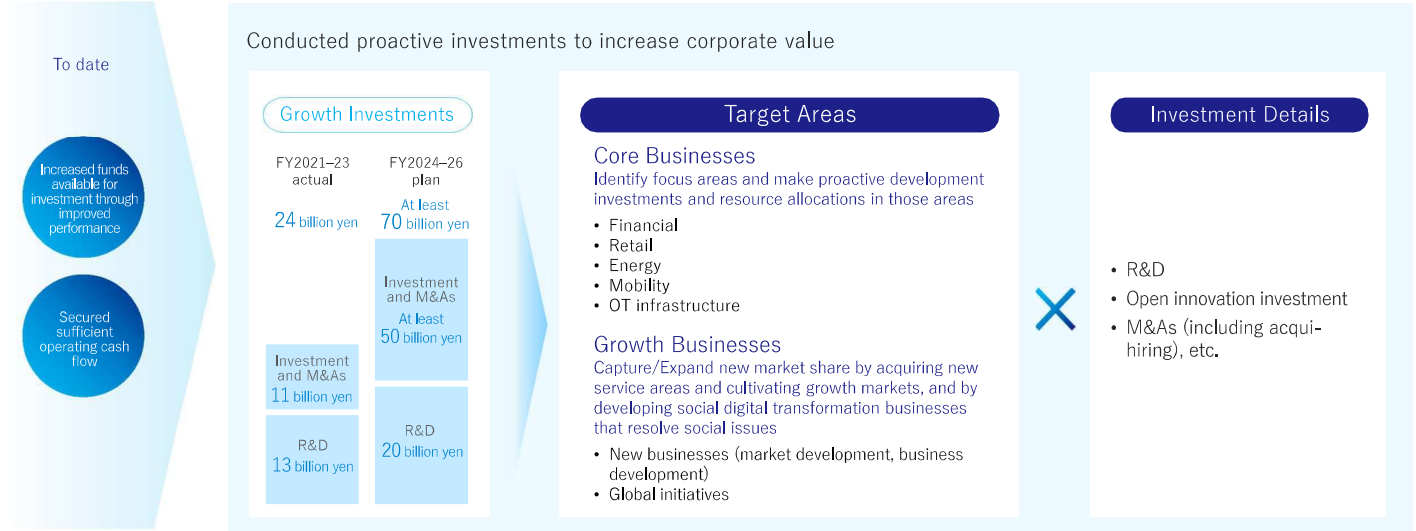 To date
Increased funds
available for
investment through
improved
performance
Secured
sufficient
operating cash
flow
Conducted proactive investments to increase corporate value
Growth Investments
FY2021–23
actual
24 billion yen
Investment
and M&As
11 billion yen
R&D
13 billion yen
FY2024–26
plan
At least
70 billion yen
Investment
and M&As
At least
50 billion yen
R&D
20 billion yen
Target Areas
Core Businesses
Identify focus areas and make proactive development
investments and resource allocations in those areas
• Financial
• Retail
• Energy
• Mobility
• OT infrastructure
Growth Businesses
Capture/Expand new market share by acquiring new
service areas and cultivating growth markets, and by
developing social digital transformation businesses
that resolve social issues
• New businesses (market development, business
development)
• Global initiatives
Investment Details
• R&D
• Open innovation investment
• M&As (including acqui-
hiring), etc.